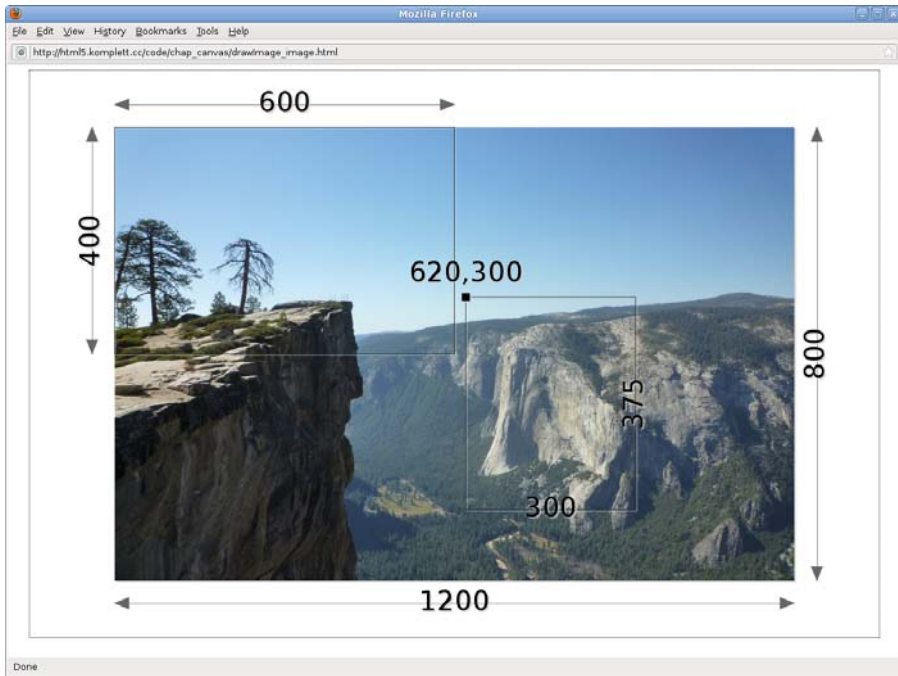 Mozilla Firefox
File Edit View History Bookmarks Tools Help
http://html5.komplett.cc/code/chap_canvas/drawImage_image.html
600
400
620,300
800
375
300
1200
Done